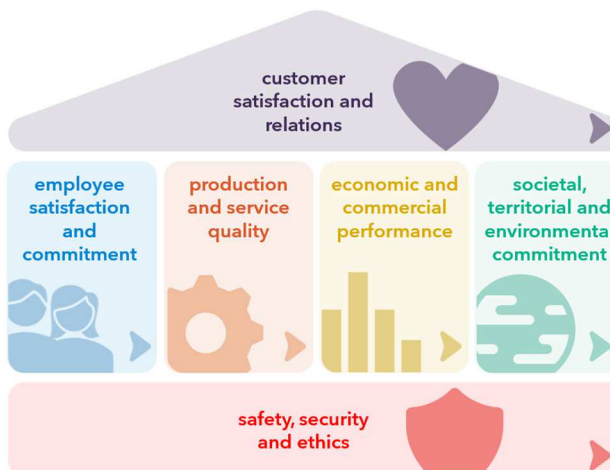 customer
satisfaction and
relations
employee
satisfaction
and
commitment
production
and service
quality
economic and
commercial
performance
societal,
territorial and
environmenta
commitment
safety, security
and ethics